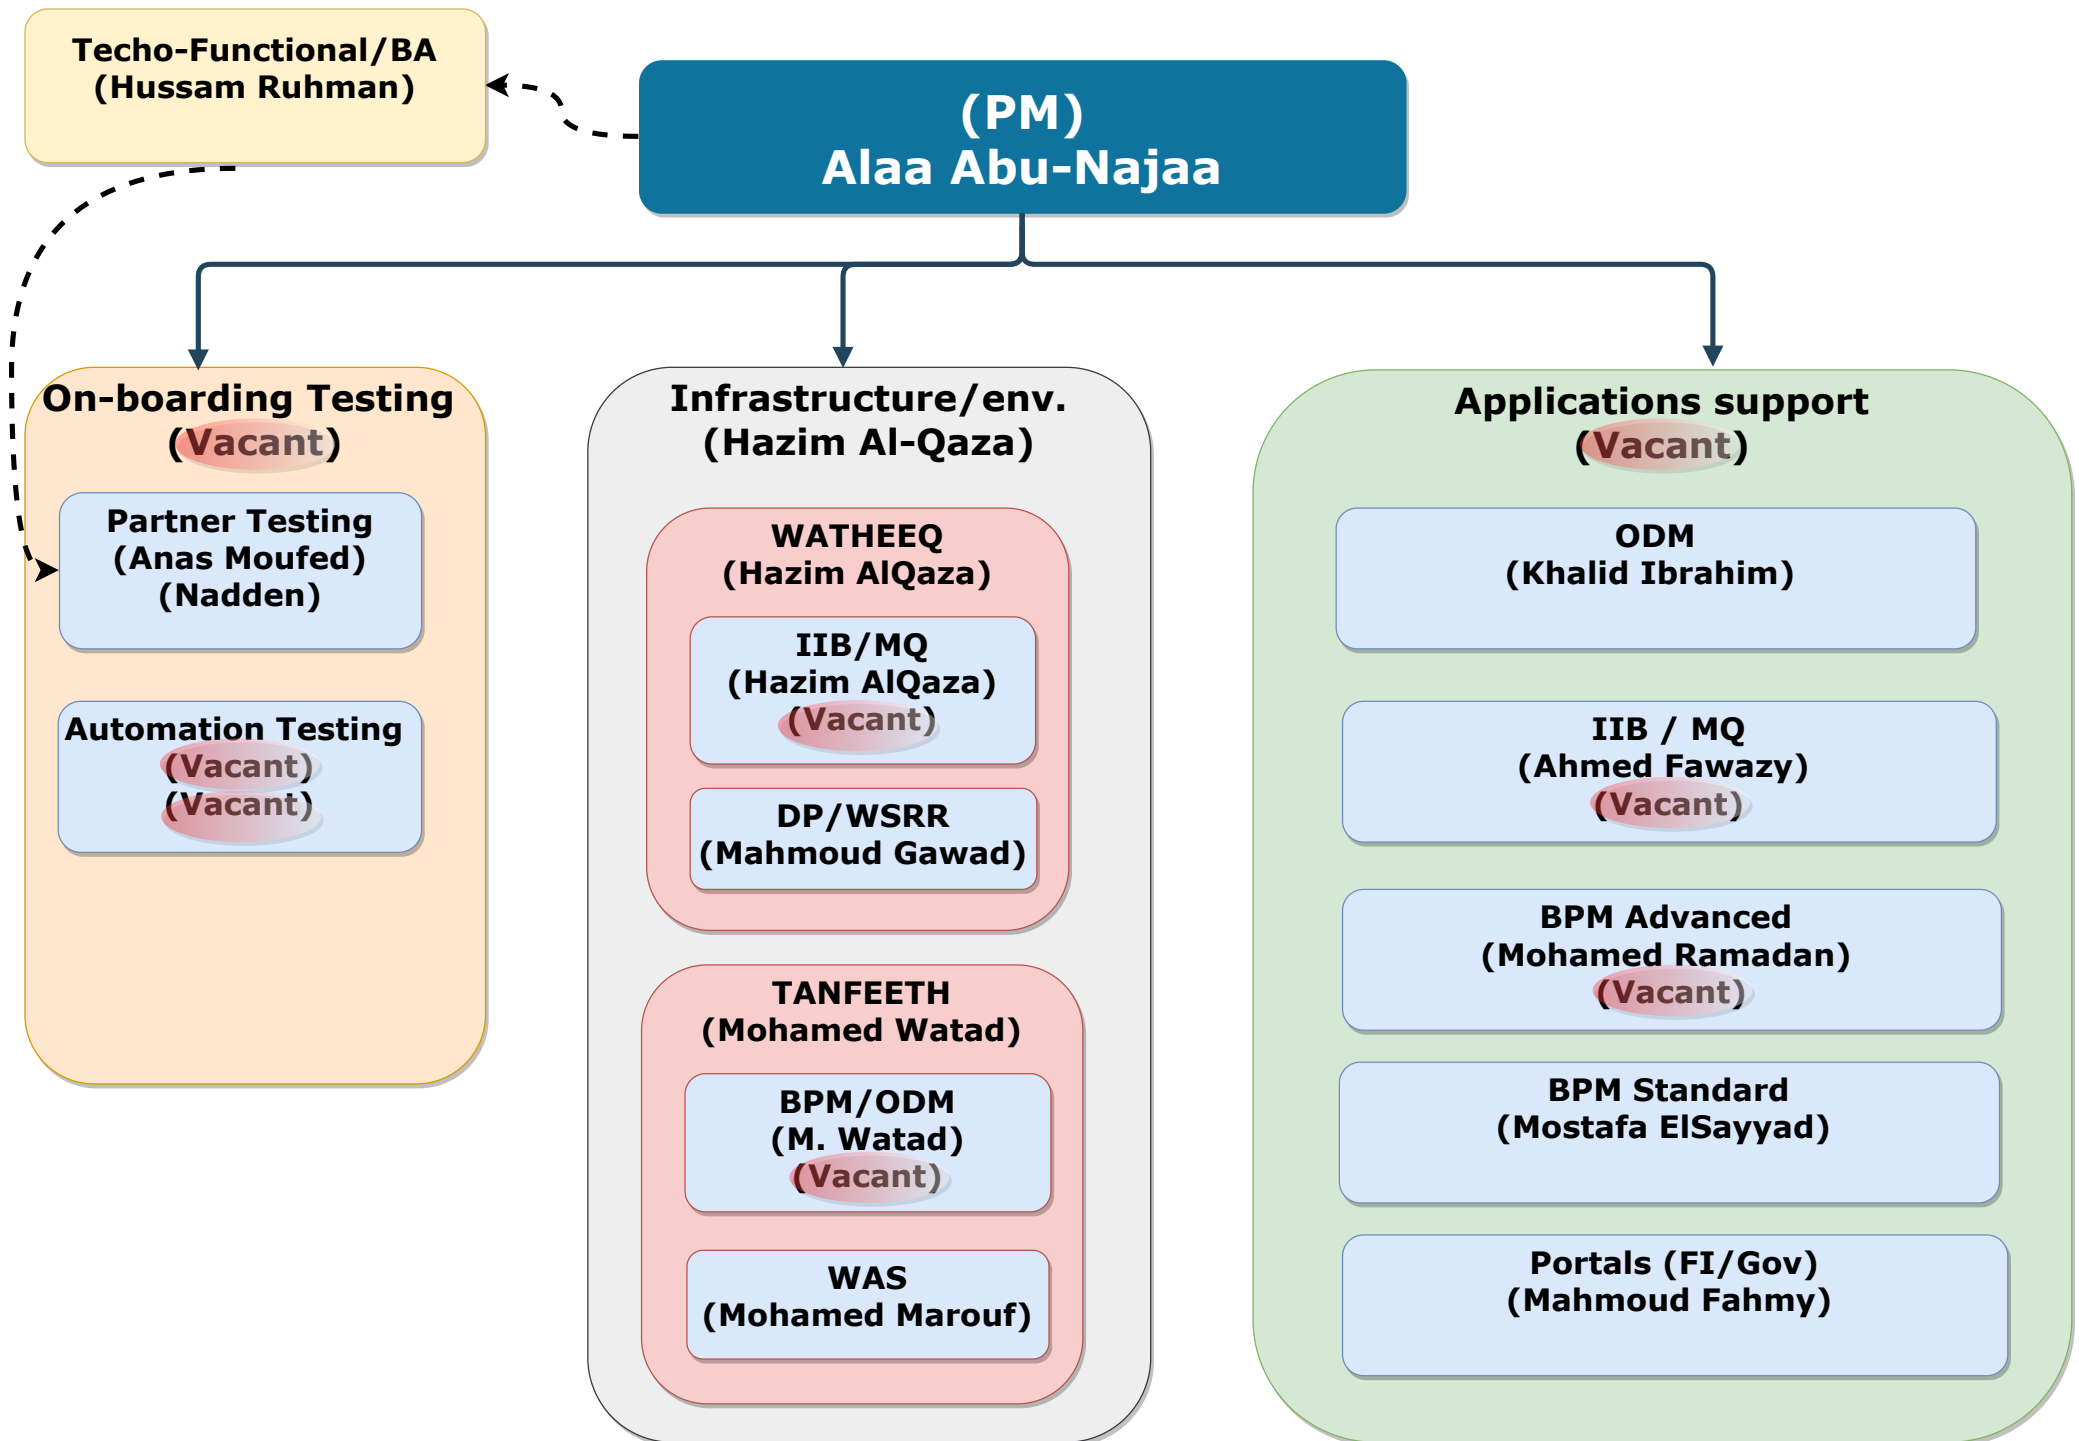 Techo-Functional/BA
(Hussam Ruhman)
(PM)
Alaa Abu-Najaa
On-boarding Testing
(Vacant)
Partner Testing
(Anas Moufed)
(Nadden)
Automation Testing
(Vacant)
(Vacant)
Infrastructure/env.
(Hazim Al-Qaza)
WATHEEQ
(Hazim AlQaza)
IIB/MQ
(Hazim AlQaza)
(Vacant)
DP/WSRR
(Mahmoud Gawad)
TANFEETH
(Mohamed Watad)
BPM/ODM
(M. Watad)
(Vacant)
WAS
(Mohamed Marouf)
Applications support
(Vacant)
ODM
(Khalid Ibrahim)
IIB / MQ
(Ahmed Fawazy)
(Vacant)
BPM Advanced
(Mohamed Ramadan)
(Vacant)
BPM Standard
(Mostafa ElSayyad)
Portals (FI/Gov)
(Mahmoud Fahmy)